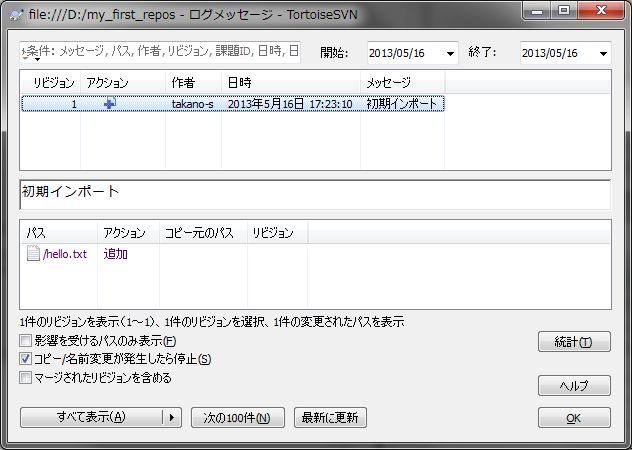 file:///D:/my_first_repos - ログメッセージ - TortoiseSVN
条件: メッセージ, パス, 作者, リビジョン, 課題ID, 日時, 日 開始: 2013/05/16 終了: 2013/05/16
リビジョン アクション 作者 日時 メッセージ
1 takano-s 2013年5月16日 17:23:10 初期インポート
初期インポート
パス アクション コピー元のパス リビジョン
/hello.txt 追加
1件のリビジョンを表示(1～1)、1件のリビジョンを選択、1件の変更されたパスを表示
影響を受けるパスのみ表示(F)
統計(T)
コピー/名前変更が発生したら停止(S)
マージされたリビジョンを含める
ヘルプ
すべて表示(A) 次の100件(N) 最新に更新 OK